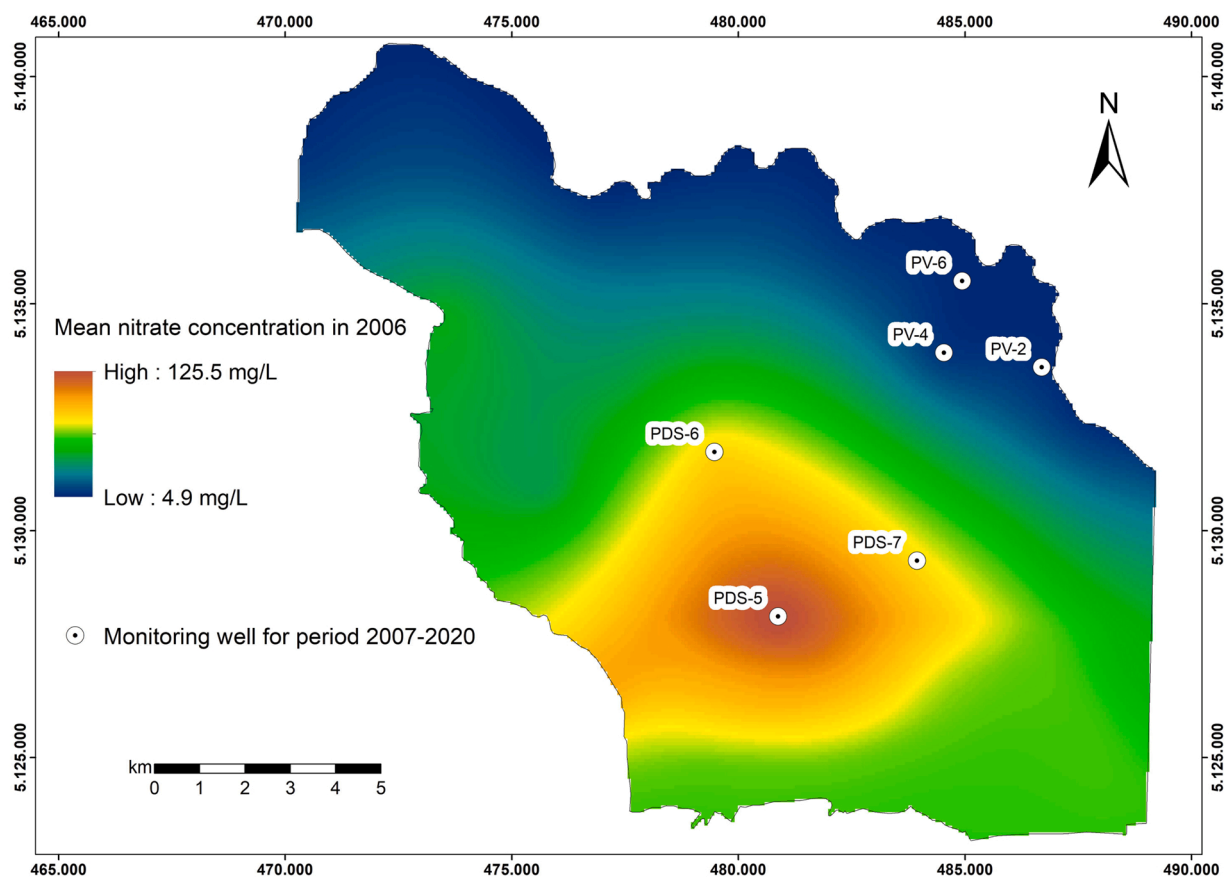 465.000 470.000 475.000 480.000 485.000 490.000
5.140.000 5.140.000
N
PV-6
5.135.000 5.135.000
Mean nitrate concentration in 2006
PV-4
PV-2
High : 125.5 mg/L
PDS-6
Low : 4.9 mg/L
5.130.000 5.130.000
PDS-7
PDS-5
Monitoring well for period 2007-2020
5.125.000 5.125.000
km
0 1 2 3 4 5
465.000 470.000 475.000 480.000 485.000 490.000